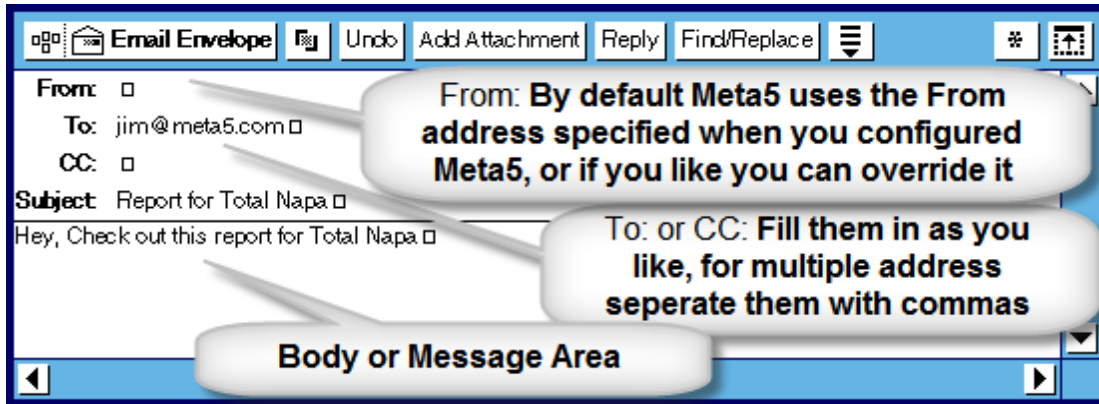 Email Envelope Undo Add Attachment Reply Find/Replace
From:
To: jim@meta5.com
CC:
Subject: Report for Total Napa
Hey, Check out this report for Total Napa
From: By default Meta5 uses the From
address specified when you configured
Meta5, or if you like you can override it
To: or CC: Fill them in as you
like, for multiple address
seperate them with commas
Body or Message Area